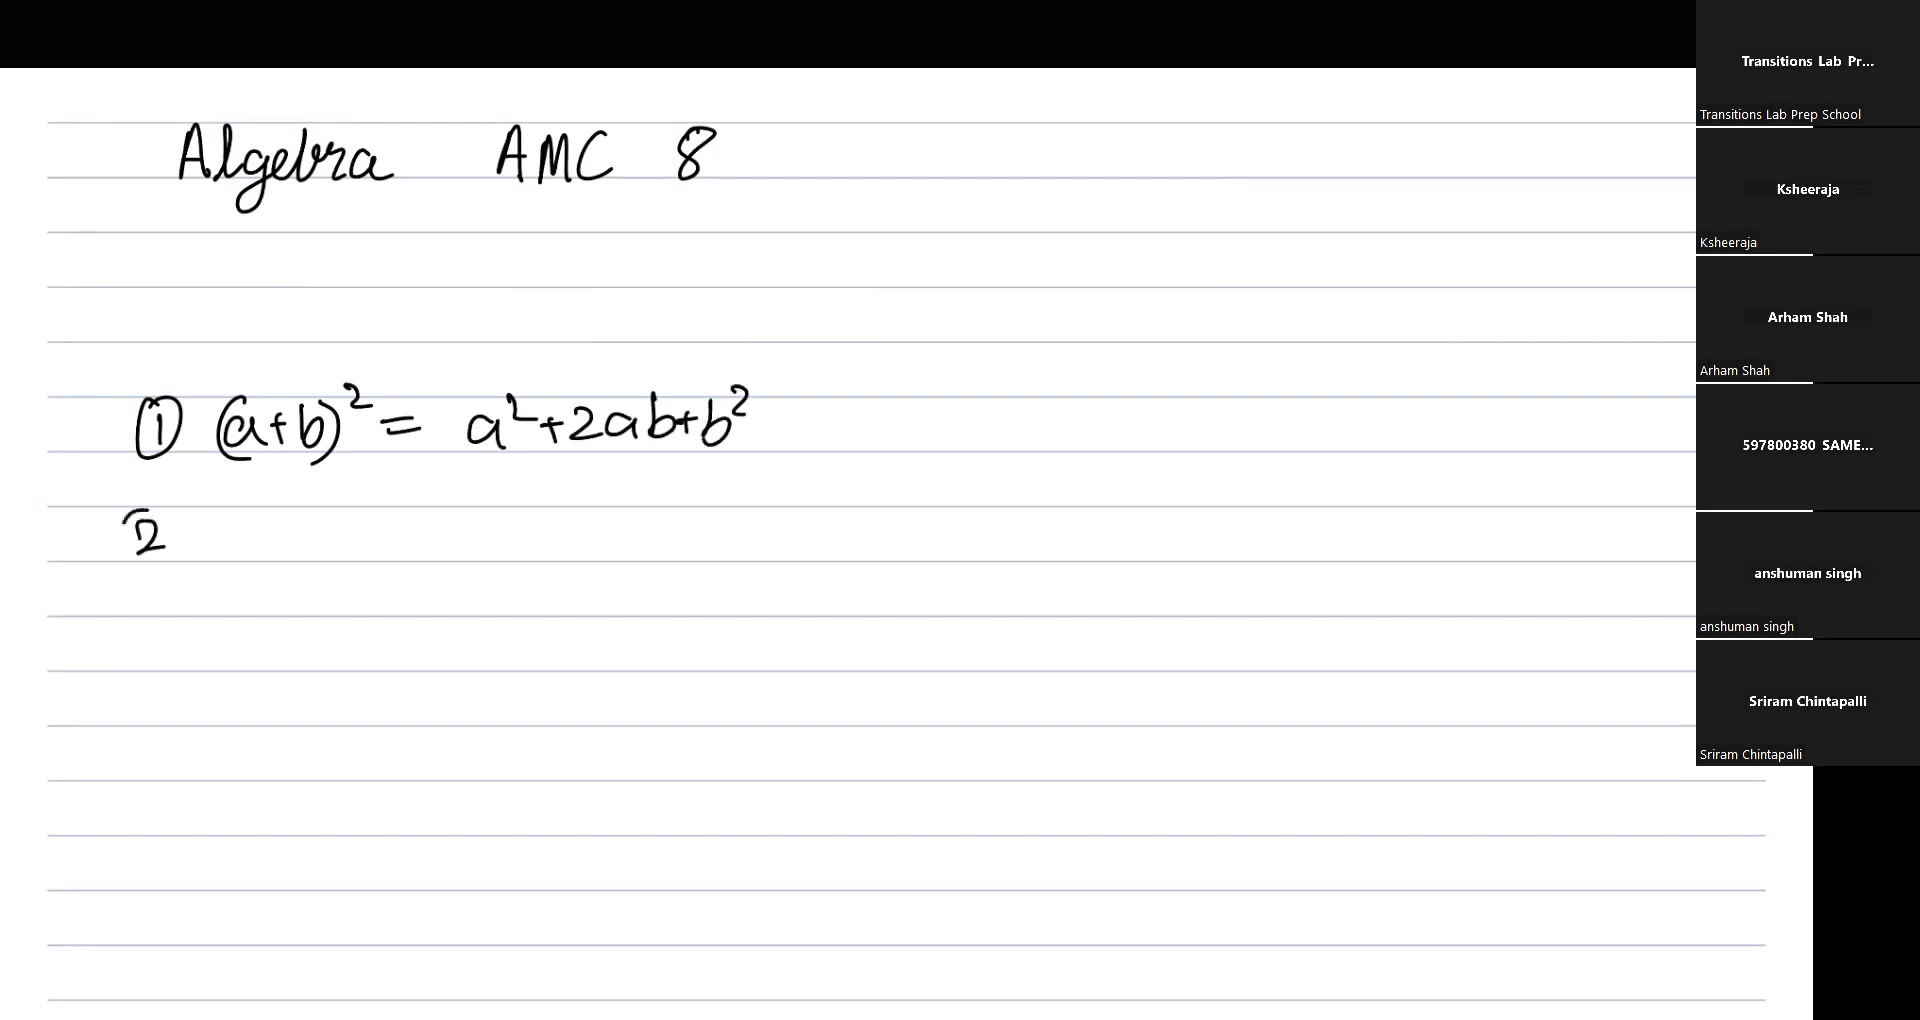 Algebra AMC 8
① (a+b)² = a²+2ab+b²
2
Transitions Lab Pr...
Transitions Lab Prep School
Ksheeraja
Ksheeraja
Arham Shah
Arham Shah
597800380 SAME...
anshuman singh
anshuman singh
Sriram Chintapalli
Sriram Chintapalli